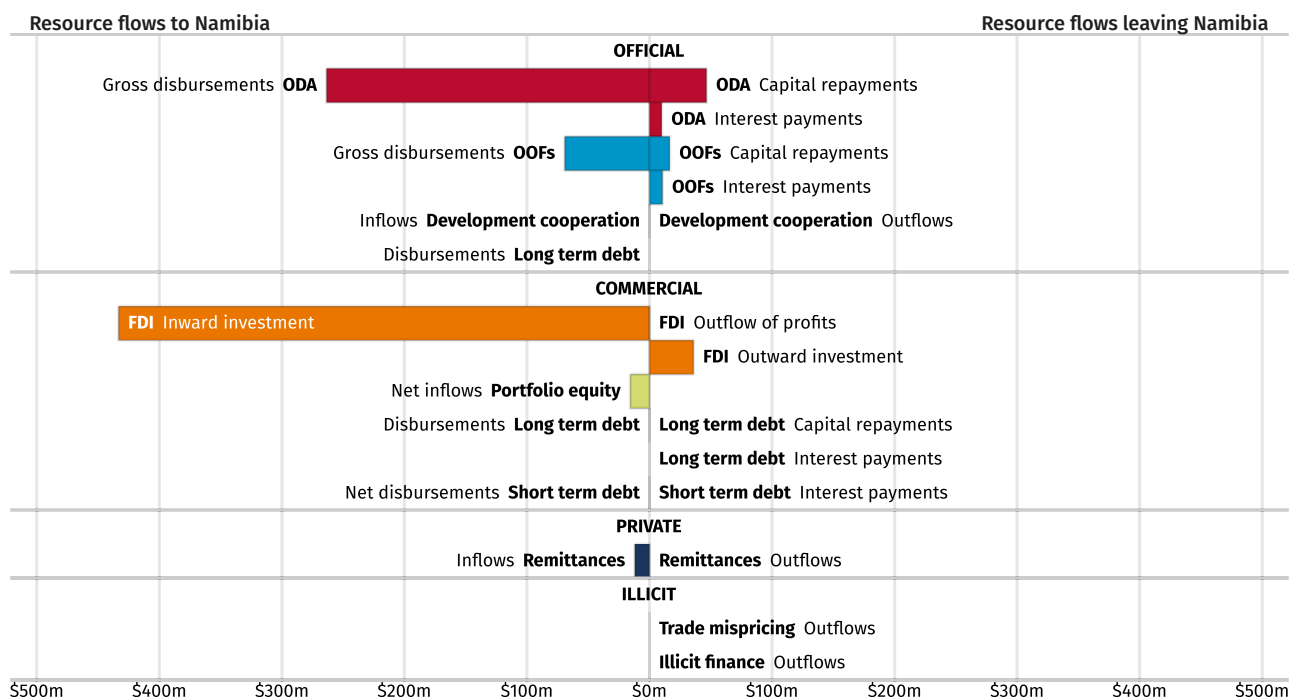 Resource flows to Namibia Resource flows leaving Namibia
OFFICIAL
Gross disbursements ODA ODA Capital repayments
ODA Interest payments
Gross disbursements OOFs OOFs Capital repayments
OOFs Interest payments
Inflows Development cooperation Development cooperation Outflows
Disbursements Long term debt
COMMERCIAL
FDI Inward investment FDI Outflow of profits
FDI Outward investment
Net inflows Portfolio equity
Disbursements Long term debt Long term debt Capital repayments
Long term debt Interest payments
Net disbursements Short term debt Short term debt Interest payments
PRIVATE
Inflows Remittances Remittances Outflows
ILLICIT
Trade mispricing Outflows
Illicit finance Outflows
$500m $400m $300m $200m $100m $0m $100m $200m $300m $400m $500m